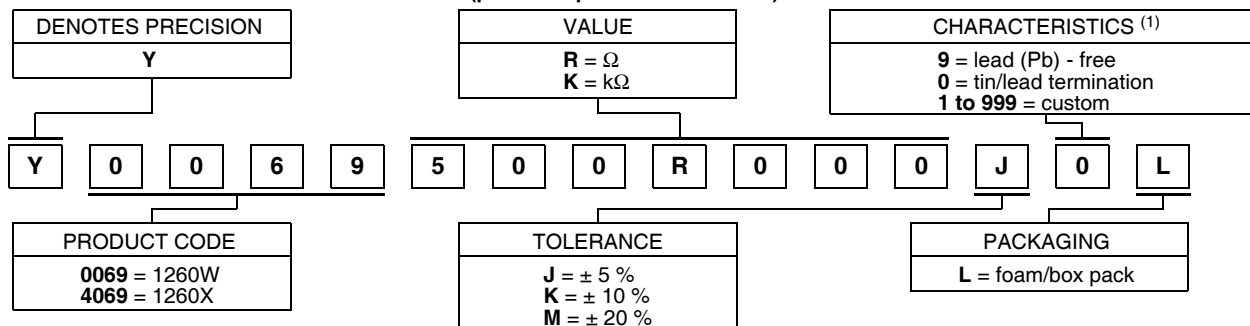 DENOTES PRECISION
Y
VALUE
R = Ω
K = kΩ
CHARACTERISTICS (1)
9 = lead (Pb) - free
0 = tin/lead termination
1 to 999 = custom
Y 0 0 6 9 5 0 0 R 0 0 0 J 0 L
PRODUCT CODE
0069 = 1260W
4069 = 1260X
TOLERANCE
J = ± 5 %
K = ± 10 %
M = ± 20 %
PACKAGING
L = foam/box pack